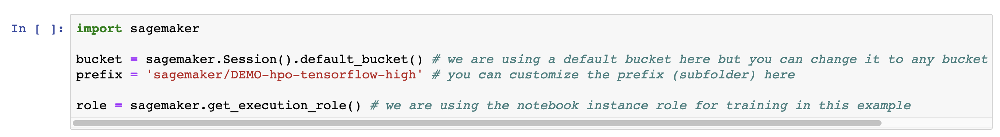 In [ ]: import sagemaker
bucket = sagemaker.Session().default_bucket() # we are using a default bucket here but you can change it to any bucket
prefix = 'sagemaker/DEMO-hpo-tensorflow-high' # you can customize the prefix (subfolder) here
role = sagemaker.get_execution_role() # we are using the notebook instance role for training in this example